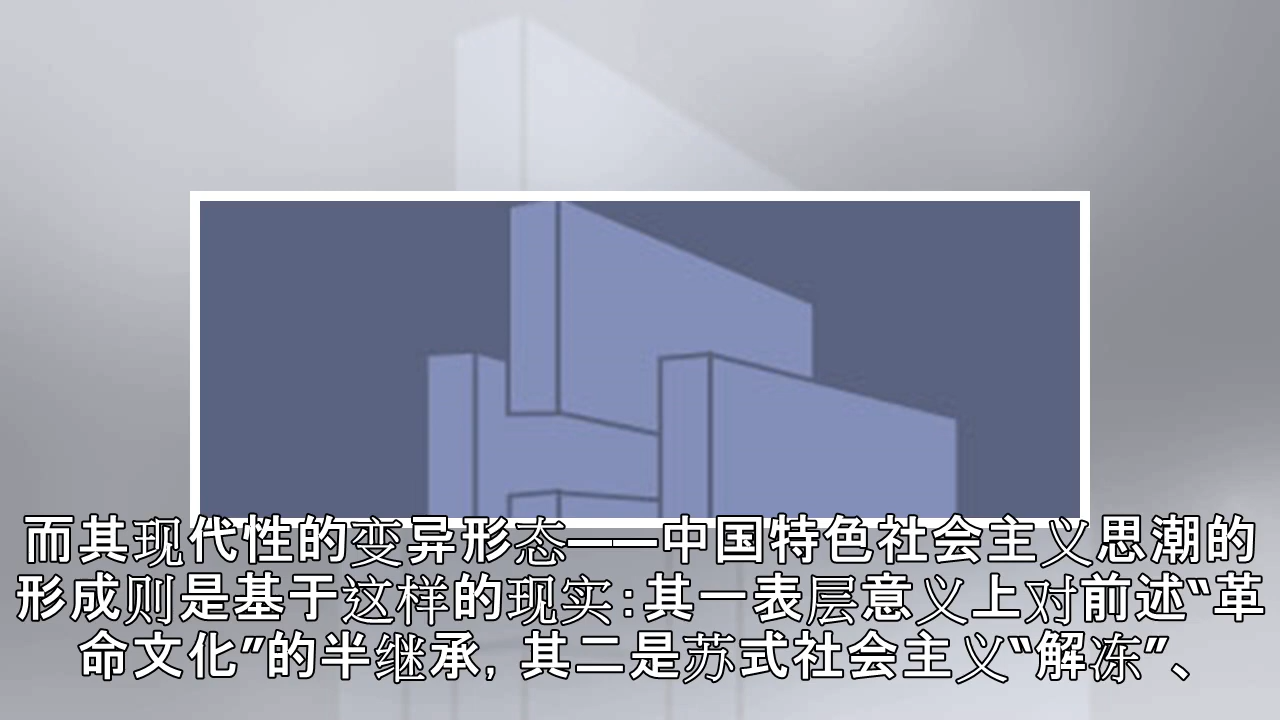 而其现代性的变异形态——中国特色社会主义思潮的
形成则是基于这样的现实:其一表层意义上对前述“革
命文化”的半继承,其二是苏式社会主义“解冻”、